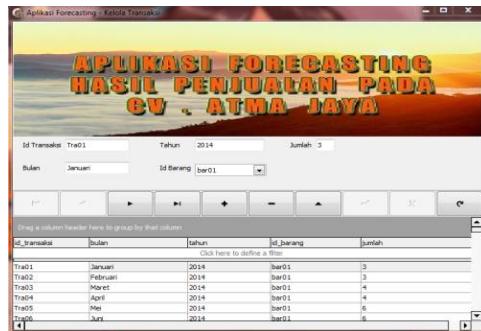 Aplikasi Forecasting - Kelola Transaksi
APLIKASI FORECASTING
HASIL PENJUALAN PADA
CV . ATMA JAYA
Id Transaksi Tra01 Tahun 2014 Jumlah 3
Bulan Januari Id Barang bar01
Drag a column header here to group by that column
id_transaksi bulan tahun id_barang jumlah
Click here to define a filter
Tra01 Januari 2014 bar01 3
Tra02 Februari 2014 bar01 3
Tra03 Maret 2014 bar01 4
Tra04 April 2014 bar01 4
Tra05 Mei 2014 bar01 6
Tra06 Juni 2014 bar01 6